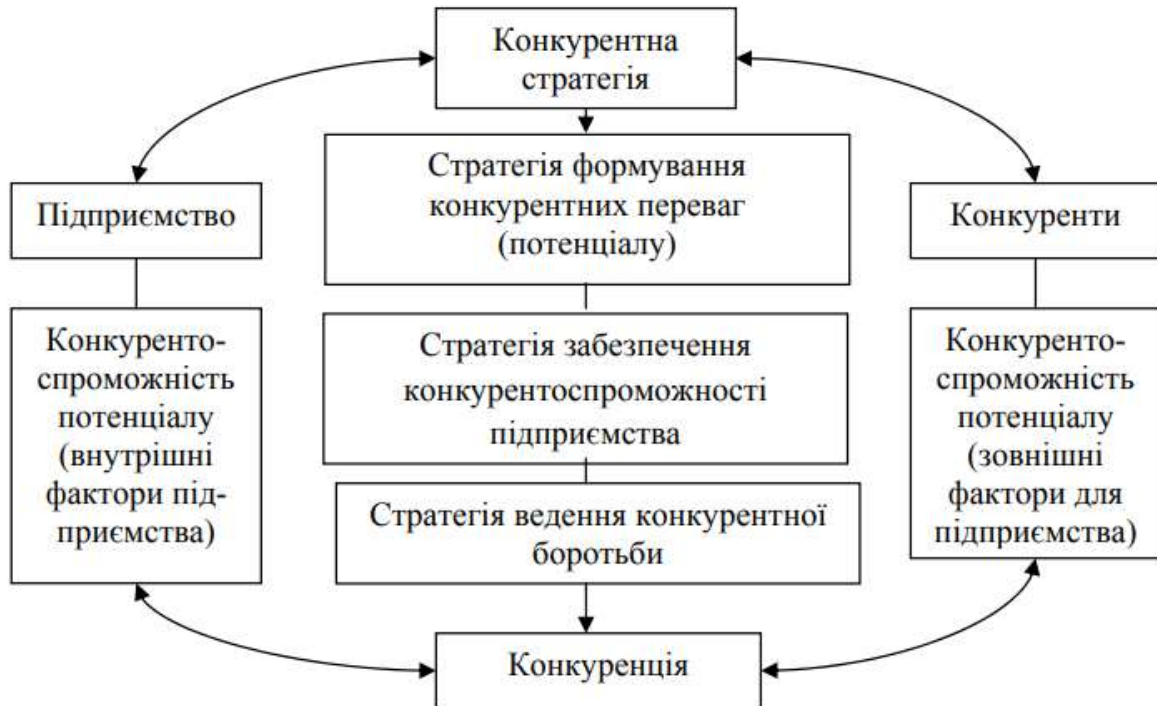 Конкурентна
стратегія
Стратегія формування
конкурентних переваг
(потенціалу)
Підприємство
Конкуренти
Конкуренто-
спроможність
потенціалу
(внутрішні
фактори під-
приємства)
Стратегія забезпечення
конкурентоспроможності
підприємства
Конкуренто-
спроможність
потенціалу
(зовнішні
фактори для
підприємства)
Стратегія ведення конкурентної
боротьби
Конкуренція